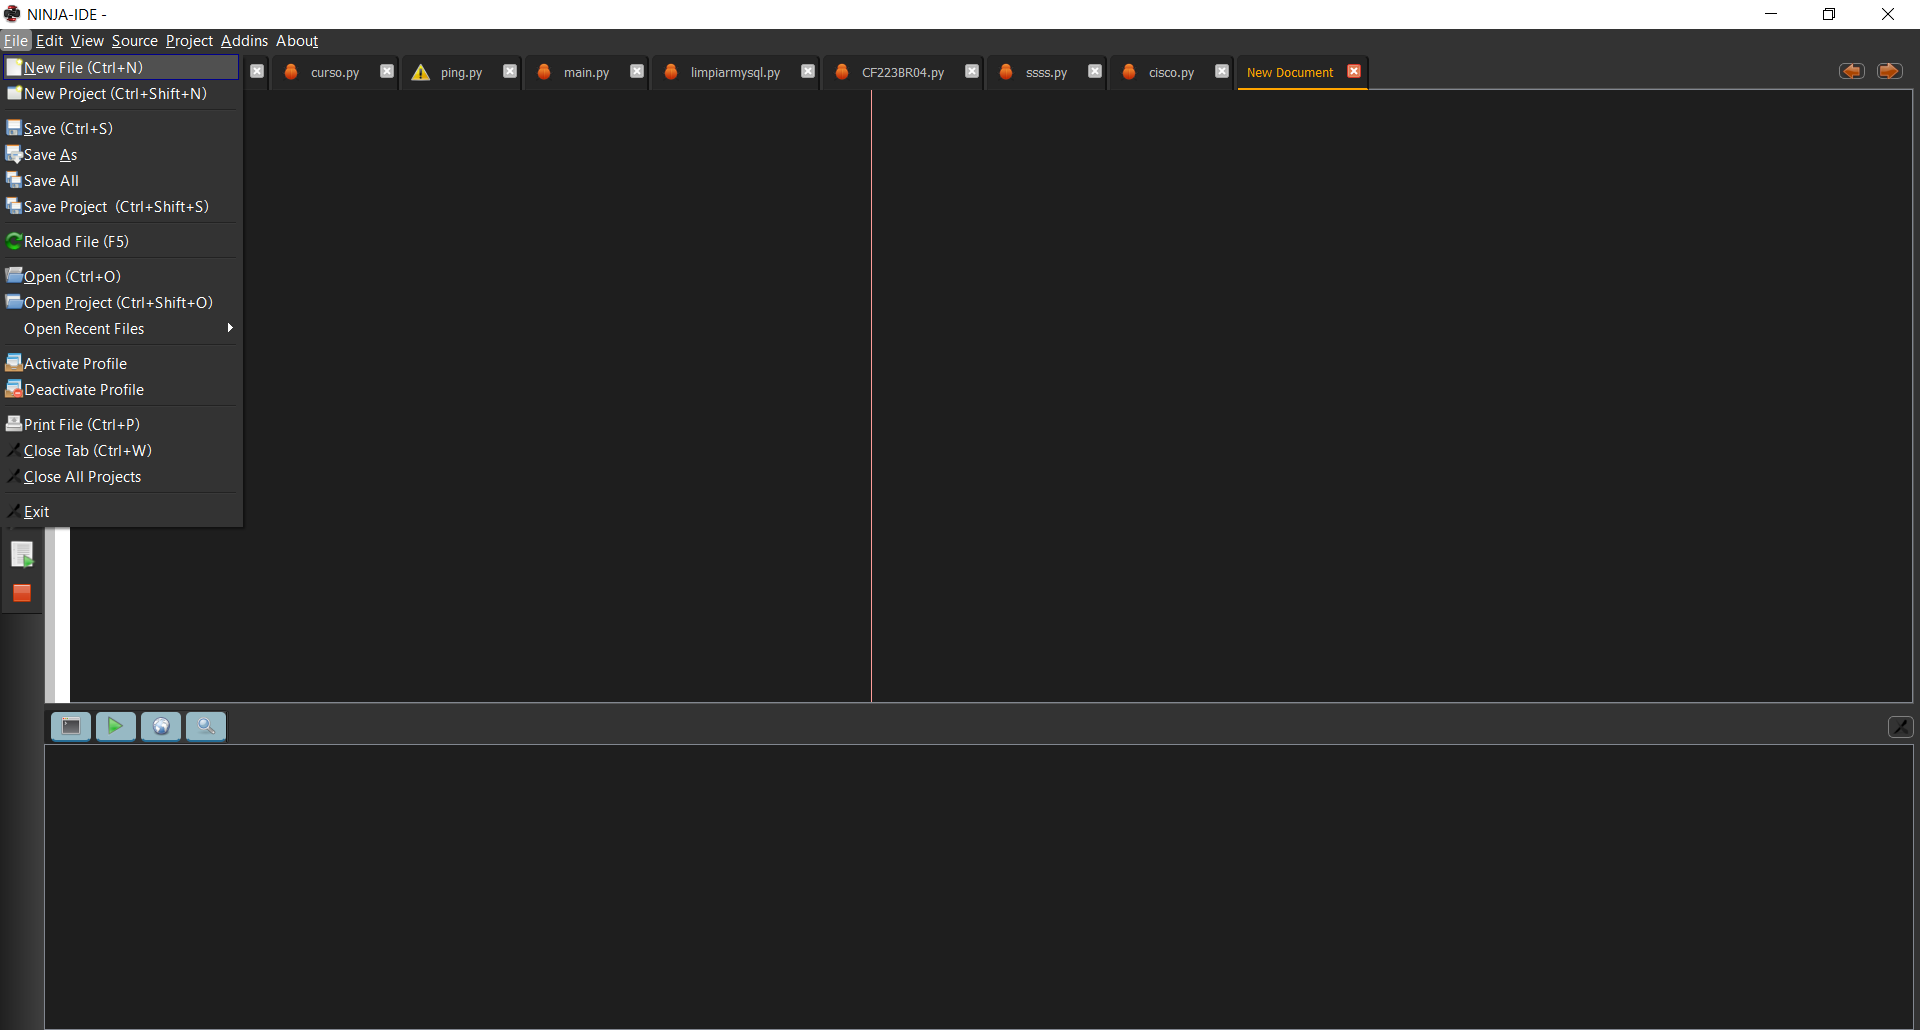 NINJA-IDE -
File Edit View Source Project Addins About
New File (Ctrl+N)
New Project (Ctrl+Shift+N)
Save (Ctrl+S)
Save As
Save All
Save Project (Ctrl+Shift+S)
Reload File (F5)
Open (Ctrl+O)
Open Project (Ctrl+Shift+O)
Open Recent Files
Activate Profile
Deactivate Profile
Print File (Ctrl+P)
Close Tab (Ctrl+W)
Close All Projects
Exit
curso.py ping.py main.py limpiarmysql.py CF223BR04.py ssss.py cisco.py New Document